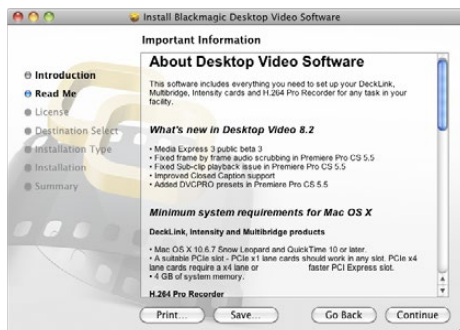 Install Blackmagic Desktop Video Software
Important Information
Introduction
Read Me
License
Destination Select
Installation Type
Installation
Summary
About Desktop Video Software
This software includes everything you need to set up your DeckLink,
Multibridge, Intensity cards and H.264 Pro Recorder for any task in your
facility.
What's new in Desktop Video 8.2
• Media Express 3 public beta 3
• Fixed frame by frame audio scrubbing in Premiere Pro CS 5.5
• Fixed Sub-clip playback issue in Premiere Pro CS 5.5
• Improved Closed Caption support
• Added DVCPRO presets in Premiere Pro CS 5.5
Minimum system requirements for Mac OS X
DeckLink, Intensity and Multibridge products
• Mac OS X 10.6.7 Snow Leopard and QuickTime 10 or later.
• A suitable PCIe slot - PCIe x1 lane cards should work in any slot. PCIe x4
lane cards require a x4 lane or faster PCI Express slot.
• 4 GB of system memory.
H.264 Pro Recorder
Print...
Save...
Go Back
Continue